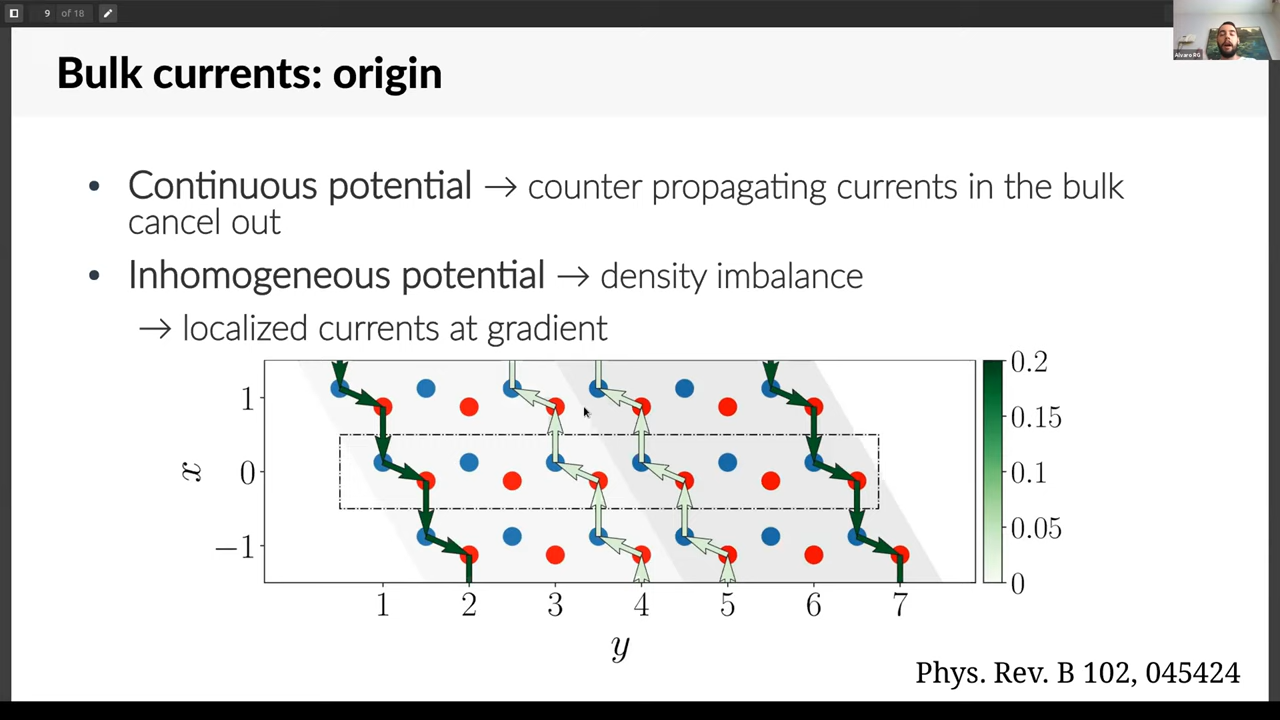 9 of 18
Alvaro RG
Bulk currents: origin
• Continuous potential → counter propagating currents in the bulk
cancel out
• Inhomogeneous potential → density imbalance
→ localized currents at gradient
1
0
−1
x
1 2 3 4 5 6 7
y
0.2
0.15
0.1
0.05
0
Phys. Rev. B 102, 045424